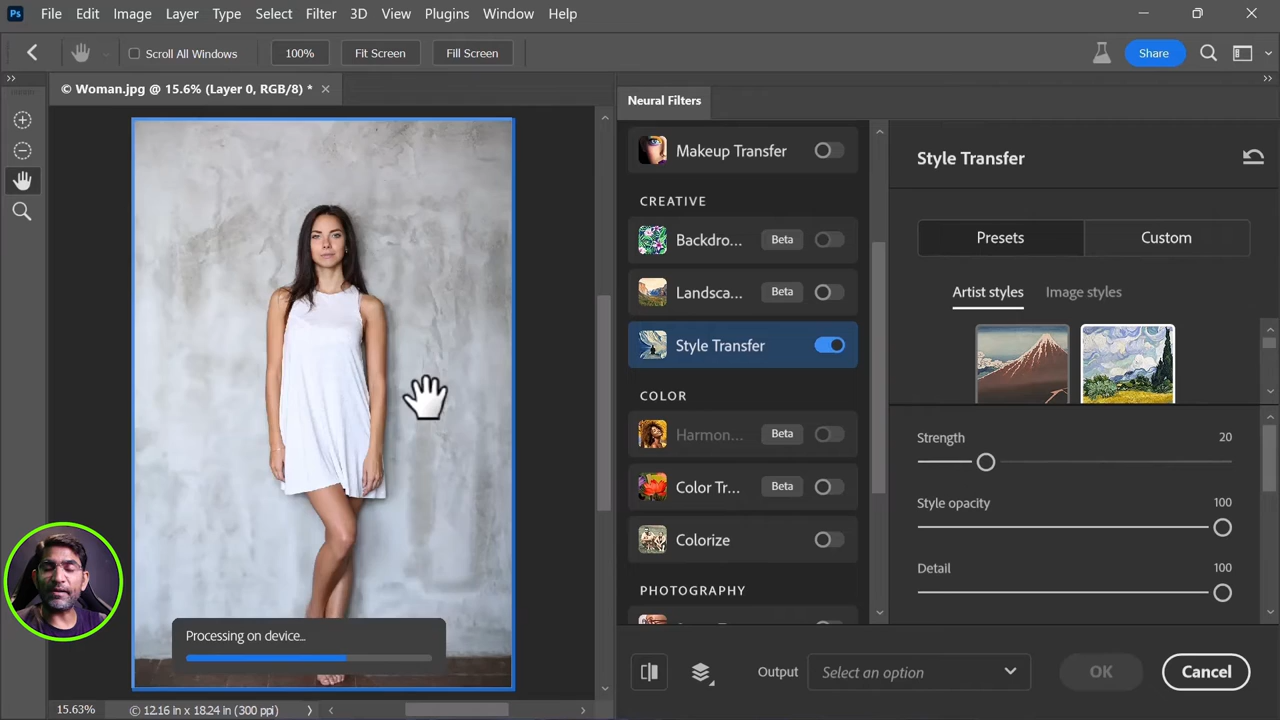 Ps File Edit Image Layer Type Select Filter 3D View Plugins Window Help
Scroll All Windows 100% Fit Screen Fill Screen Share
© Woman.jpg @ 15.6% (Layer 0, RGB/8) *
Neural Filters
Makeup Transfer
CREATIVE
Backdro... Beta
Landsca... Beta
Style Transfer
COLOR
Harmon... Beta
Color Tr... Beta
Colorize
PHOTOGRAPHY
Style Transfer
Presets Custom
Artist styles Image styles
Strength 20
Style opacity 100
Detail 100
Processing on device...
Output Select an option OK Cancel
15.63% © 12.16 in x 18.24 in (300 ppi)